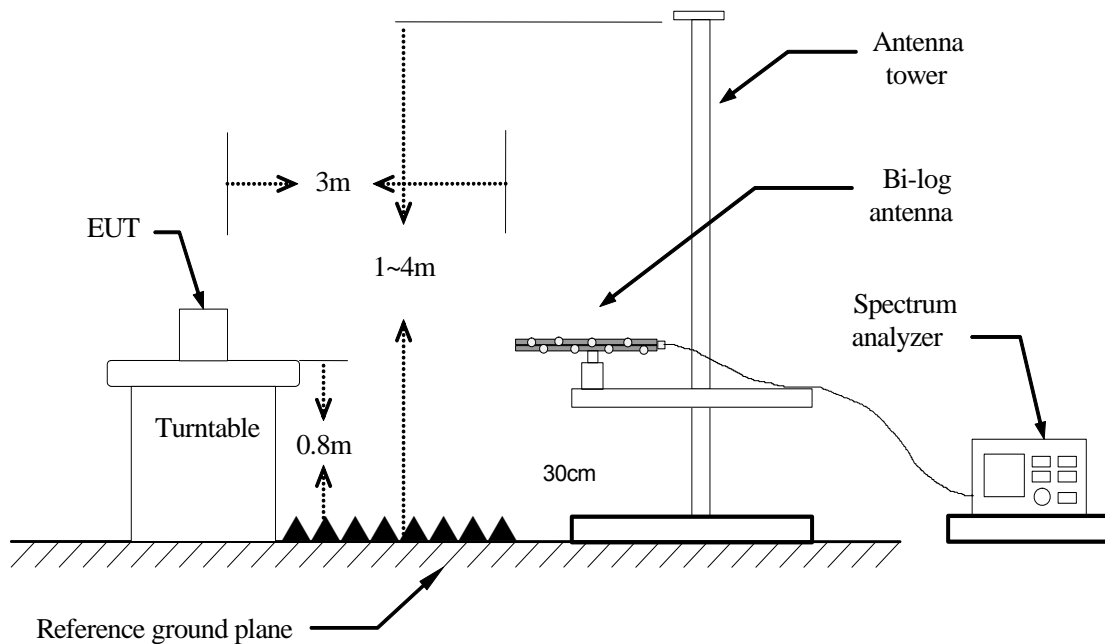 Antenna
tower
3m
Bi-log
antenna
EUT
1~4m
Spectrum
analyzer
Turntable
0.8m
30cm
Reference ground plane